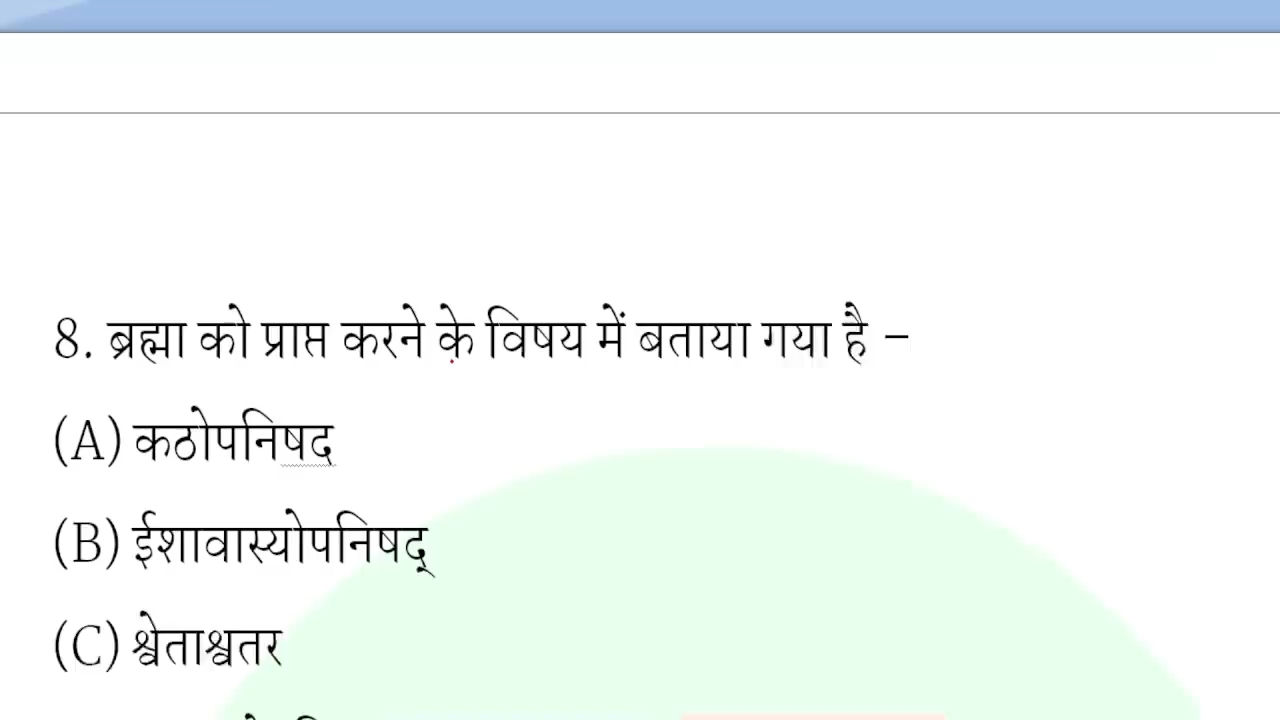 8. ब्रह्मा को प्राप्त करने के विषय में बताया गया है –
(A) कठोपनिषद
(B) ईशावास्योपनिषद्
(C) श्वेताश्वतर